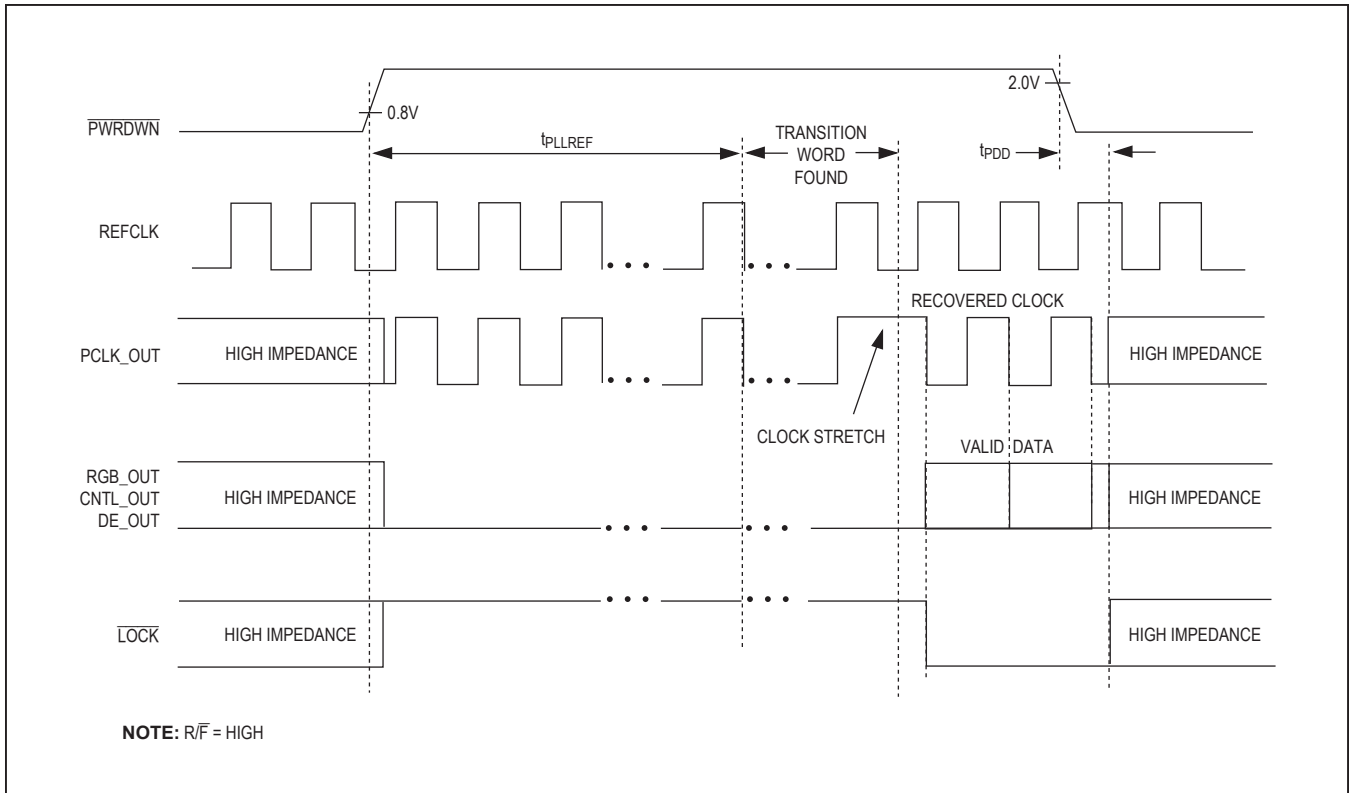 2.0V
0.8V
PWRDWN
tPLLREF
TRANSITION
WORD
FOUND
tPDD
REFCLK
RECOVERED CLOCK
PCLK_OUT
HIGH IMPEDANCE
HIGH IMPEDANCE
CLOCK STRETCH
VALID DATA
RGB_OUT
CNTL_OUT
DE_OUT
HIGH IMPEDANCE
HIGH IMPEDANCE
LOCK
HIGH IMPEDANCE
HIGH IMPEDANCE
NOTE: R/F̅ = HIGH